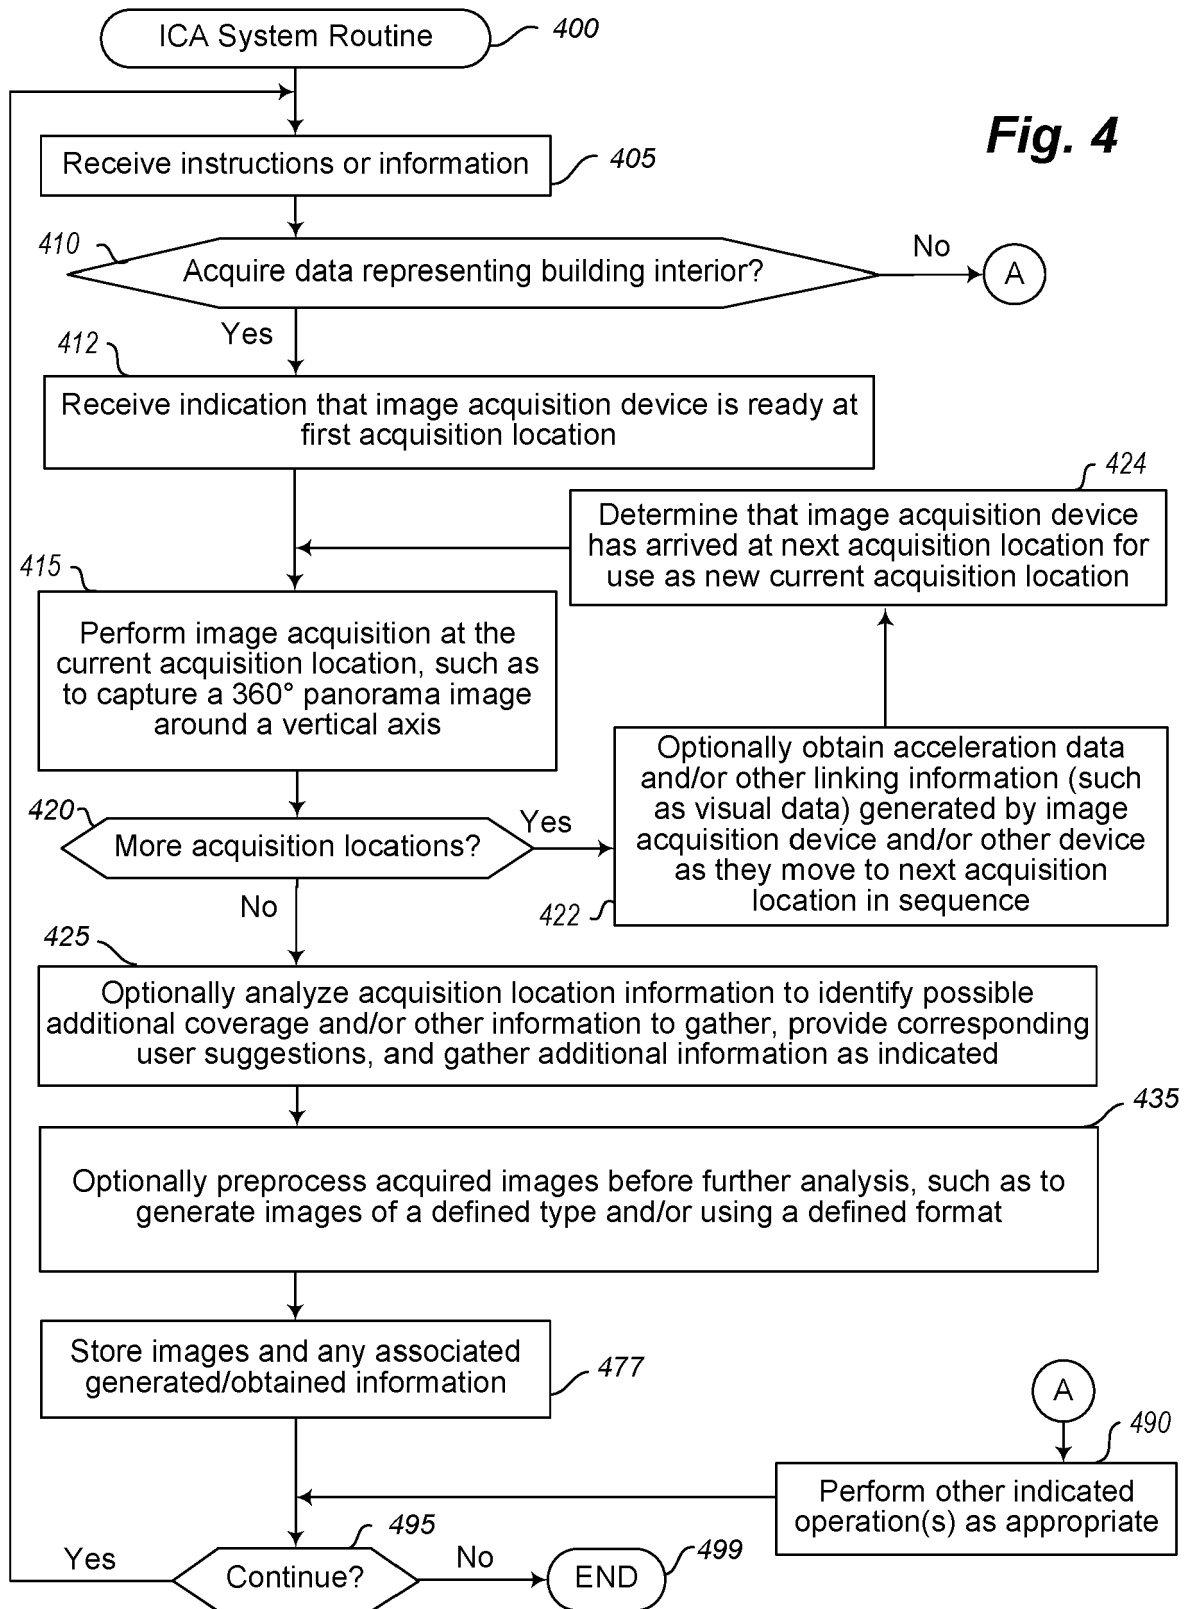 ICA System Routine
400
Fig. 4
Receive instructions or information
405
410
Acquire data representing building interior?
No
A
Yes
412
Receive indication that image acquisition device is ready at
first acquisition location
424
Determine that image acquisition device
has arrived at next acquisition location for
use as new current acquisition location
415
Perform image acquisition at the
current acquisition location, such as
to capture a 360° panorama image
around a vertical axis
Optionally obtain acceleration data
and/or other linking information (such
as visual data) generated by image
acquisition device and/or other device
as they move to next acquisition
location in sequence
422
420
More acquisition locations?
Yes
No
425
Optionally analyze acquisition location information to identify possible
additional coverage and/or other information to gather, provide corresponding
user suggestions, and gather additional information as indicated
435
Optionally preprocess acquired images before further analysis, such as to
generate images of a defined type and/or using a defined format
Store images and any associated
generated/obtained information
477
A
490
Perform other indicated
operation(s) as appropriate
495
Yes
Continue?
No
END
499